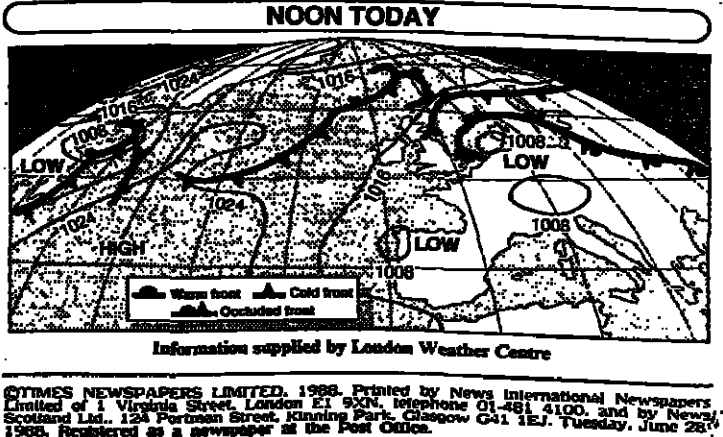 NOON TODAY
1024
1016
1016
1008
LOW
1008
LOW
1016
1024
1024
1008
HIGH
LOW
1008
Warm front Cold front
Occluded front
Information supplied by London Weather Centre
©TIMES NEWSPAPERS LIMITED, 1988. Printed by News International Newspapers
Limited of 1 Virginia Street, London E1 9XN, telephone 01-481 4100, and by News
Scotland Ltd., 124 Portman Street, Kinning Park, Glasgow G41 1EJ. Tuesday, June 28,
1988. Registered as a newspaper at the Post Office.